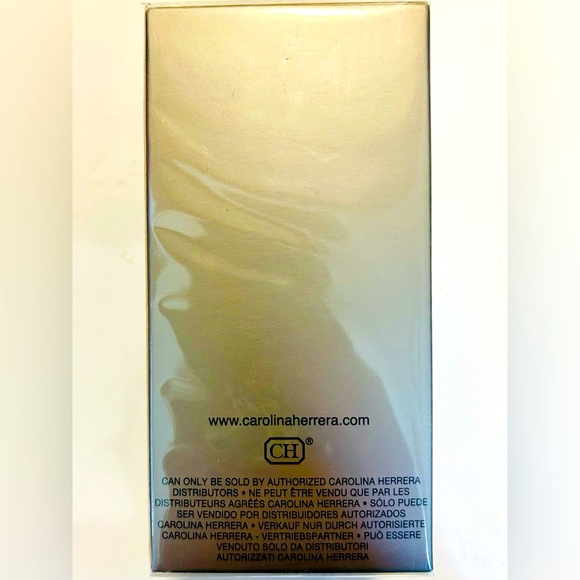 www.carolinaherrera.com
CH®
CAN ONLY BE SOLD BY AUTHORIZED CAROLINA HERRERA
DISTRIBUTORS • NE PEUT ÊTRE VENDU QUE PAR LES
DISTRIBUTEURS AGRÉÉS CAROLINA HERRERA • SÓLO PUEDE
SER VENDIDO POR DISTRIBUIDORES AUTORIZADOS
CAROLINA HERRERA • VERKAUF NUR DURCH AUTORISIERTE
CAROLINA HERRERA - VERTRIEBSPARTNER • PUÒ ESSERE
VENDUTO SOLO DA DISTRIBUTORI
AUTORIZZATI CAROLINA HERRERA